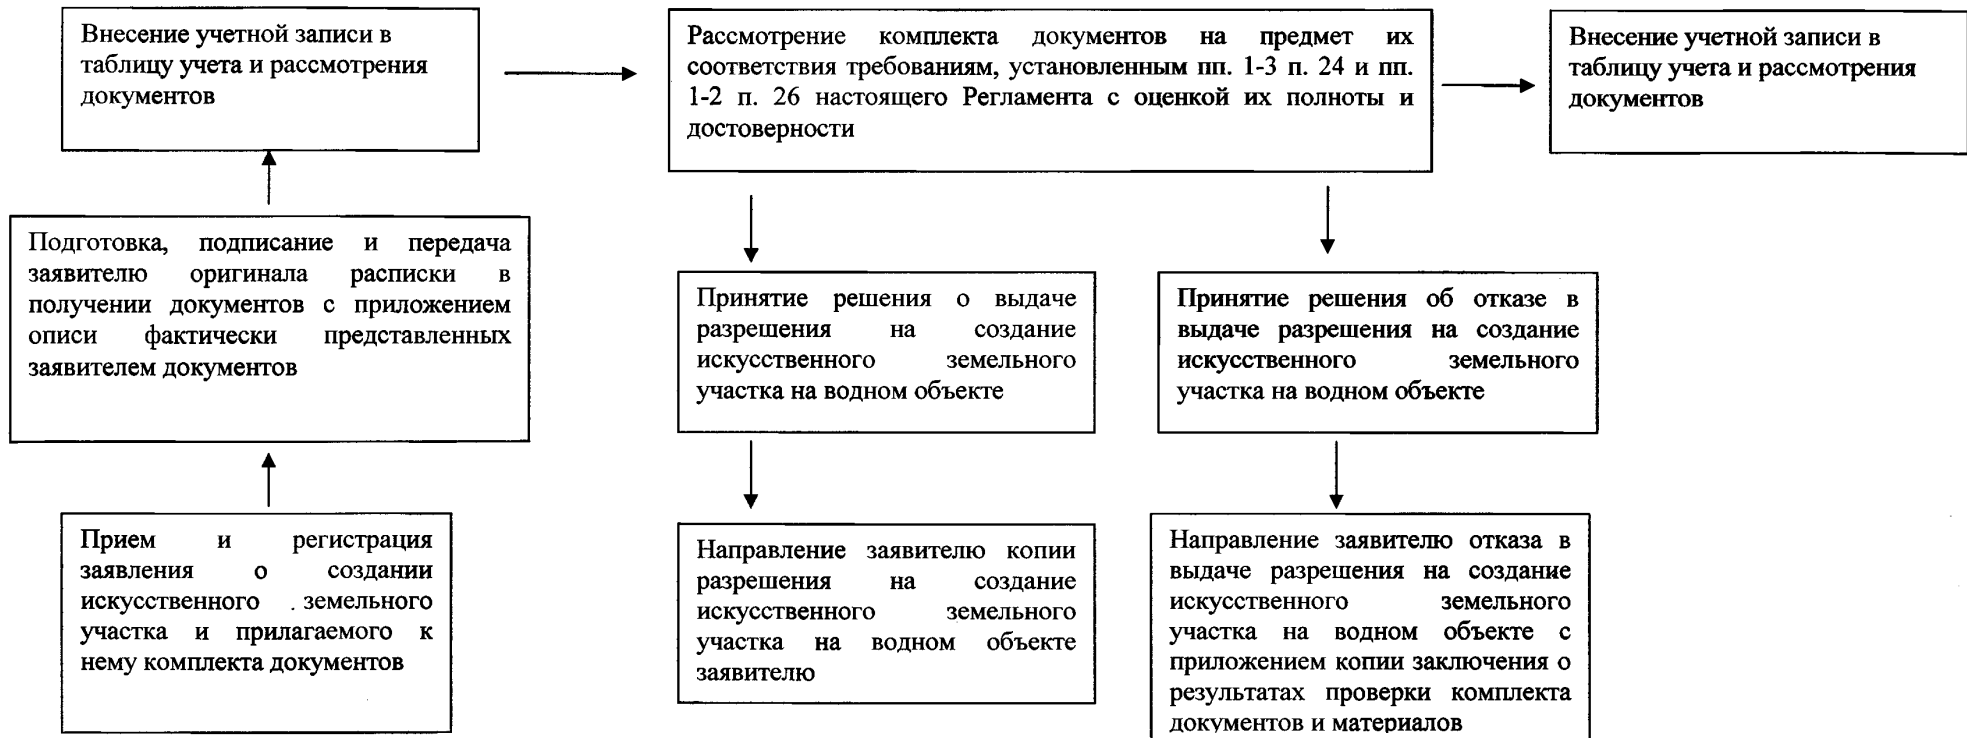 Внесение учетной записи в
таблицу учета и рассмотрения
документов
Рассмотрение комплекта документов на предмет их
соответствия требованиям, установленным пп. 1-3 п. 24 и пп.
1-2 п. 26 настоящего Регламента с оценкой их полноты и
достоверности
Внесение учетной записи в
таблицу учета и рассмотрения
документов
Подготовка, подписание и передача
заявителю оригинала расписки в
получении документов с приложением
описи фактически представленных
заявителем документов
Принятие решения о выдаче
разрешения на создание
искусственного земельного
участка на водном объекте
Принятие решения об отказе в
выдаче разрешения на создание
искусственного земельного
участка на водном объекте
Прием и регистрация
заявления о создании
искусственного . земельного
участка и прилагаемого к
нему комплекта документов
Направление заявителю копии
разрешения на создание
искусственного земельного
участка на водном объекте
заявителю
Направление заявителю отказа в
выдаче разрешения на создание
искусственного земельного
участка на водном объекте с
приложением копии заключения о
результатах проверки комплекта
документов и материалов